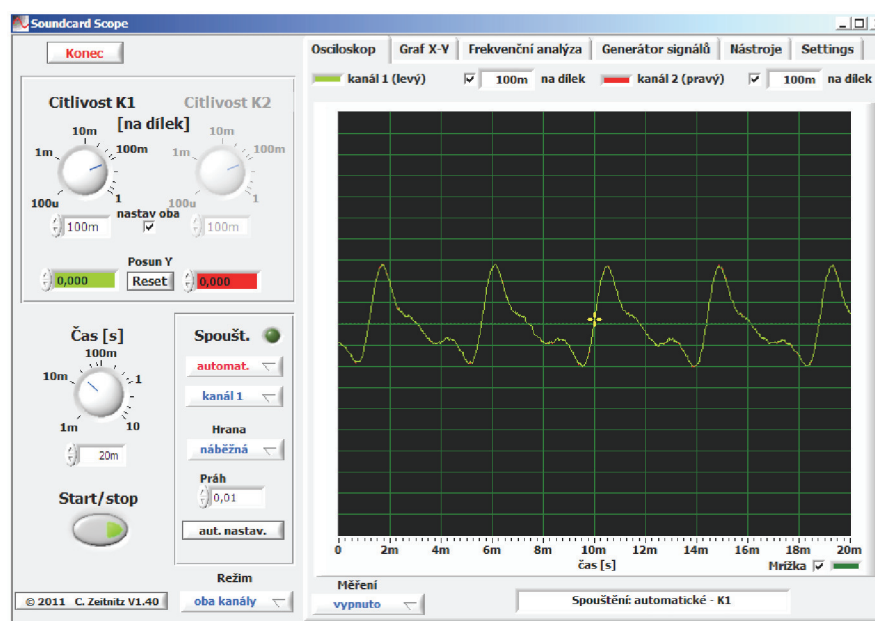 Soundcard Scope
Konec
Osciloskop Graf X-Y Frekvenční analýza Generátor signálů Nástroje Settings
kanál 1 (levý) 100m na dílek kanál 2 (pravý) 100m na dílek
Citlivost K1 Citlivost K2
[na dílek]
10m 10m
1m 100m 1m 100m
100u 1 100u 1
nastav oba
100m 100m
Posun Y
0,000 Reset 0,000
Čas [s]
100m
10m 1
1m 10
20m
Start/stop
Spoušt.
automat.
kanál 1
Hrana
náběžná
Práh
0,01
aut. nastav.
Režim
oba kanály
© 2011 C. Zeitnitz V1.40
0 2m 4m 6m 8m 10m 12m 14m 16m 18m 20m
čas [s]
Mřížka
Měření
vypnuto
Spouštění: automatické - K1